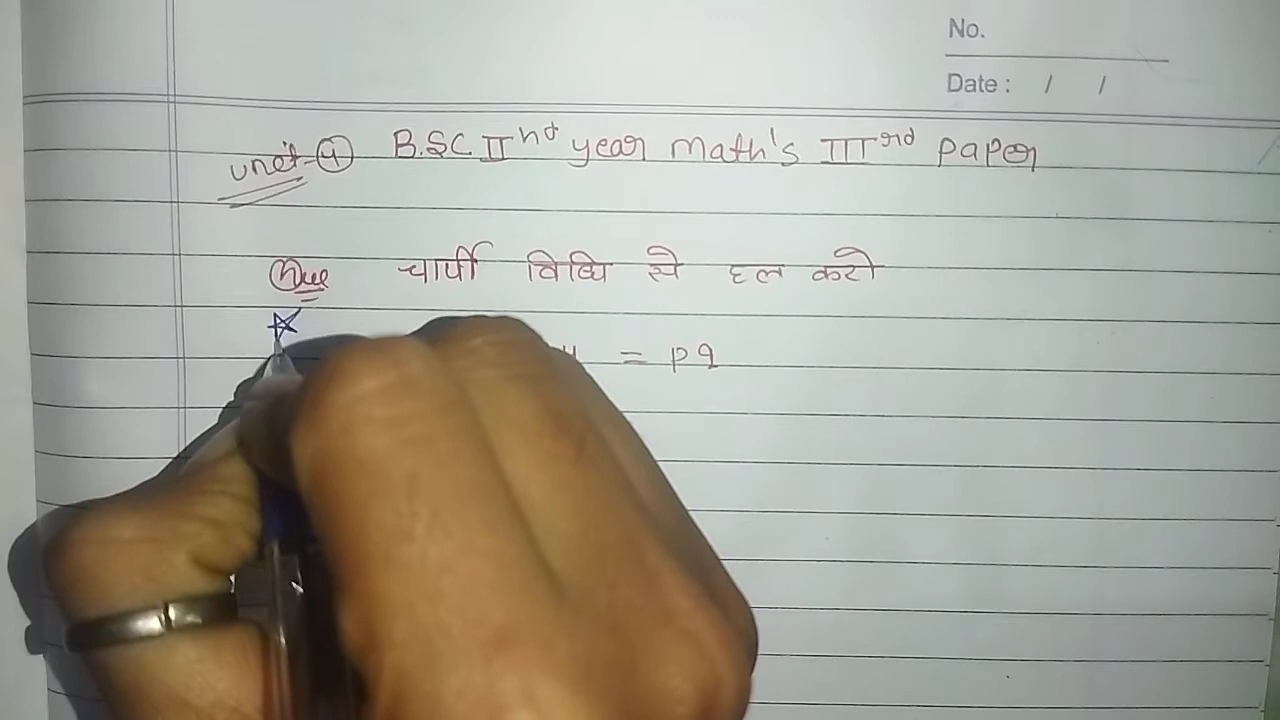 No.
Date : / /
unit-④ B.SC IInd year math's IIIrd paper
Que चार्पी विधि से हल करो
= pq